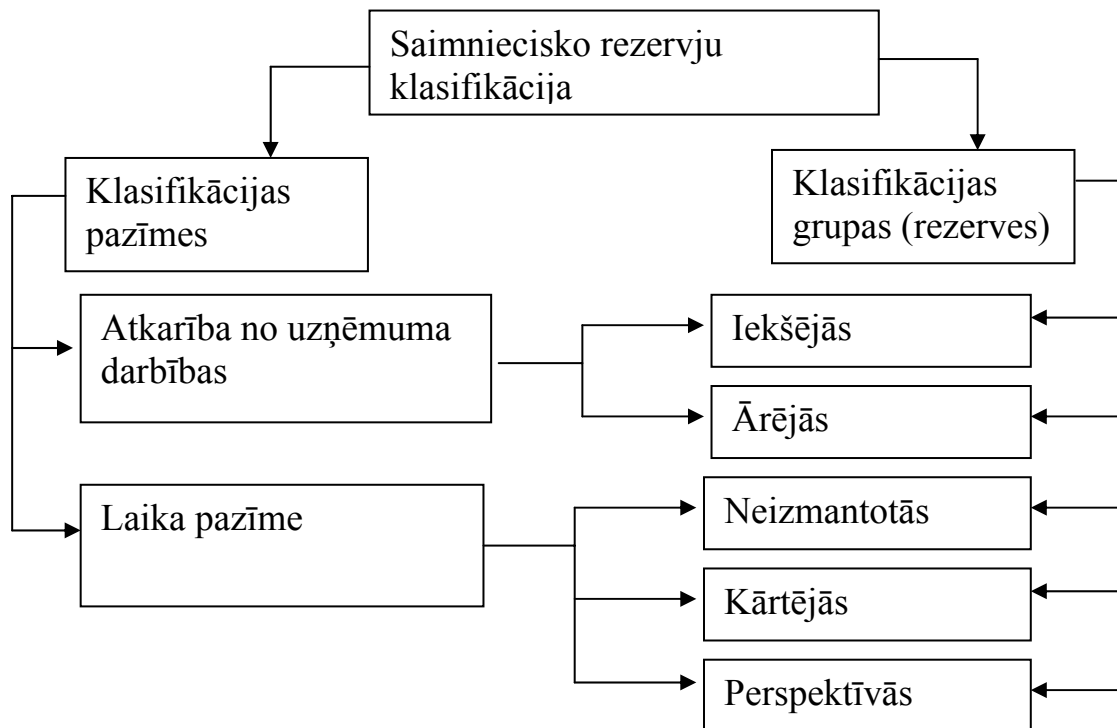 Saimniecisko rezervju
klasifikācija
Klasifikācijas
pazīmes
Klasifikācijas
grupas (rezerves)
Atkarība no uzņēmuma
darbības
Iekšējās
Ārējās
Laika pazīme
Neizmantotās
Kārtējās
Perspektīvās